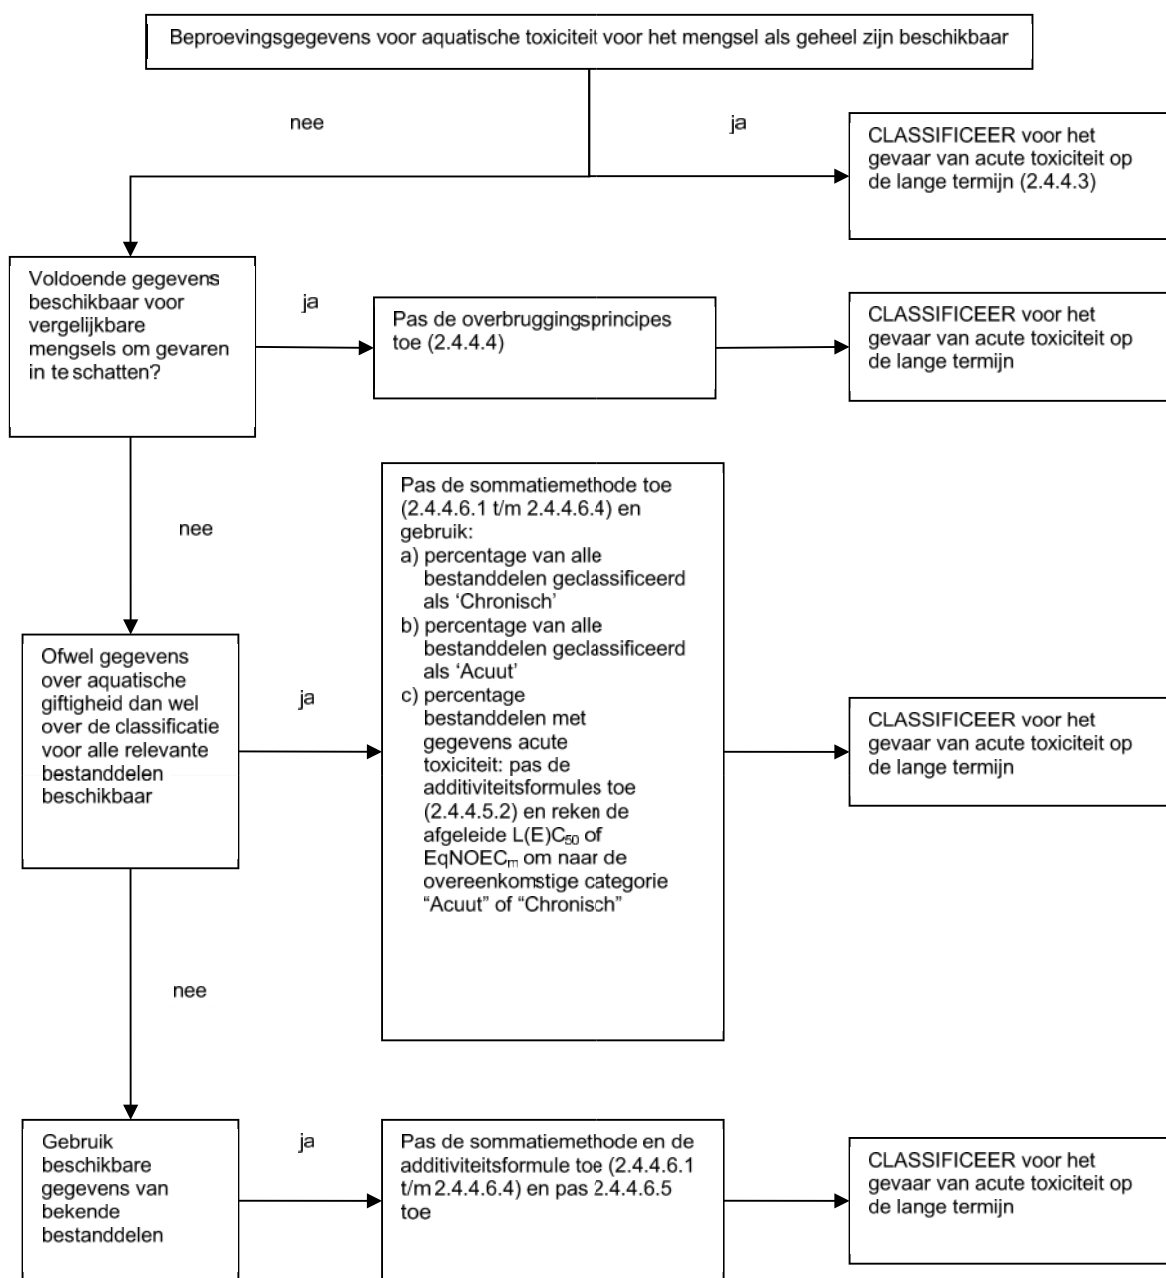 Beproevingsgegevens voor aquatische toxiciteit voor het mengsel als geheel zijn beschikbaar
nee
ja
CLASSIFICEER voor het
gevaar van acute toxiciteit op
de lange termijn (2.4.4.3)
Voldoende gegevens
beschikbaar voor
vergelijkbare
mengsels om gevaren
in te schatten?
ja
Pas de overbruggingsprincipes
toe (2.4.4.4)
CLASSIFICEER voor het
gevaar van acute toxiciteit op
de lange termijn
nee
Pas de sommatiemethode toe
(2.4.4.6.1 t/m 2.4.4.6.4) en
gebruik:
a) percentage van alle
bestanddelen geclassificeerd
als ‘Chronisch’
b) percentage van alle
bestanddelen geclassificeerd
als ‘Acuut’
c) percentage
bestanddelen met
gegevens acute
toxiciteit: pas de
additiviteitsformules toe
(2.4.4.5.2) en reken de
afgeleide L(E)C₅₀ of
EqNOECₘ om naar de
overeenkomstige categorie
“Acuut” of “Chronisch”
Ofwel gegevens
over aquatische
giftigheid dan wel
over de classificatie
voor alle relevante
bestanddelen
beschikbaar
ja
CLASSIFICEER voor het
gevaar van acute toxiciteit op
de lange termijn
nee
Gebruik
beschikbare
gegevens van
bekende
bestanddelen
ja
Pas de sommatiemethode en de
additiviteitsformule toe (2.4.4.6.1
t/m 2.4.4.6.4) en pas 2.4.4.6.5
toe
CLASSIFICEER voor het
gevaar van acute toxiciteit op
de lange termijn